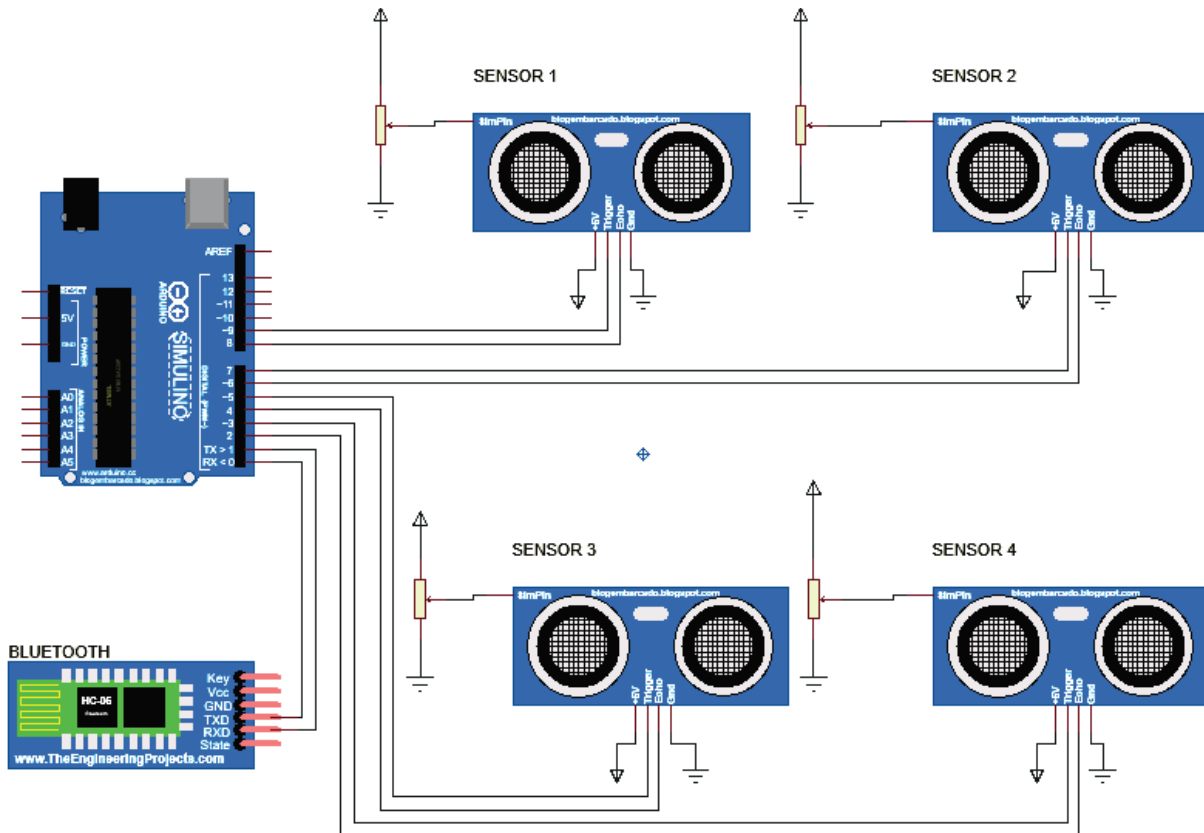 SENSOR 1
SENSOR 2
SimPin
blogembarcado.blogspot.com
+5V
Trigger
Echo
Gnd
SimPin
blogembarcado.blogspot.com
+5V
Trigger
Echo
Gnd
RESET
5V
GND
POWER
A0
A1
A2
A3
A4
A5
ANALOG IN
ARDUINO
SIMULINO
AREF
13
12
~11
~10
~9
8
7
~6
~5
4
~3
2
TX > 1
RX < 0
DIGITAL (PWM~)
www.arduino.cc
blogembarcado.blogspot.com
SENSOR 3
SENSOR 4
SimPin
blogembarcado.blogspot.com
+5V
Trigger
Echo
Gnd
SimPin
blogembarcado.blogspot.com
+5V
Trigger
Echo
Gnd
BLUETOOTH
HC-05
Key
Vcc
GND
TXD
RXD
State
www.TheEngineeringProjects.com